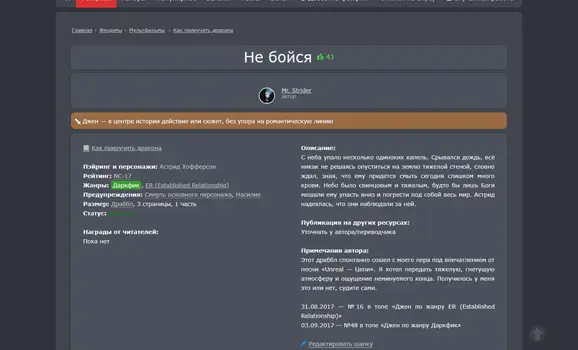 Главная › Фэндомы › Мультфильмы › Как приручить дракона
Не бойся 43
Mr. Strider
автор
Джен — в центре истории действие или сюжет, без упора на романтическую линию
Как приручить дракона
Пэйринг и персонажи: Астрид Хофферсон
Рейтинг: NC-17
Жанры: Даркфик, ER (Established Relationship)
Предупреждения: Смерть основного персонажа, Насилие
Размер: Драббл, 3 страницы, 1 часть
Статус:
Награды от читателей:
Пока нет
Описание:
С неба упало несколько одиноких капель. Срывался дождь, всё
никак не решаясь опуститься на землю тяжелой стеной, словно
ждал, зная, что ему придется смыть сегодня слишком много
крови. Небо было свинцовым и тяжелым, будто бы лишь Боги
мешали ему упасть вниз и погрести под собой весь мир. Астрид
надеялась, что они наблюдали за ней.
Публикация на других ресурсах:
Уточнять у автора/переводчика
Примечания автора:
Этот драббл спонтанно сошел с моего пера под впечатлением от
песни «Unreal — Цепи». Я хотел передать тяжелую, гнетущую
атмосферу и ощущение неминуемого конца. Получилось у меня
это или нет, судите сами.
31.08.2017 — №16 в топе «Джен по жанру ER (Established
Relationship)»
03.09.2017 — №48 в топе «Джен по жанру Даркфик»
Редактировать шапку